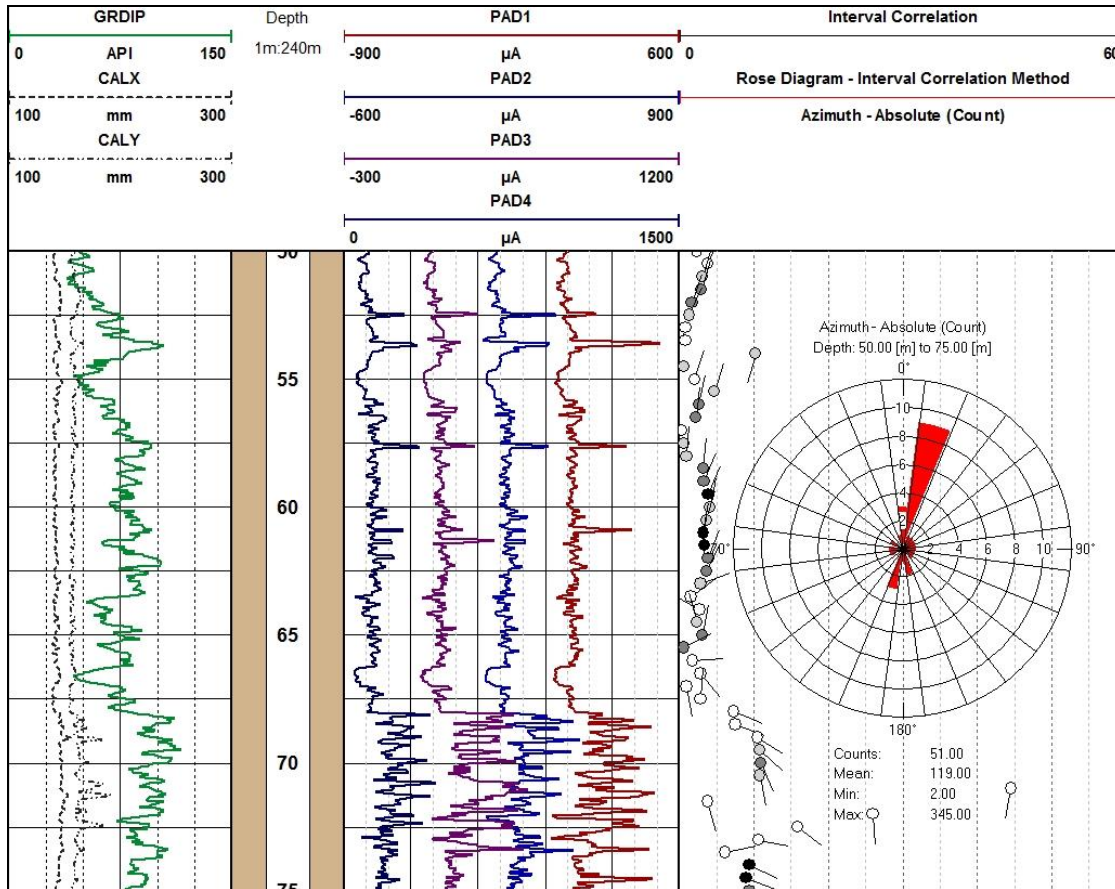 GRDIP Depth PAD1 Interval Correlation
0 API 150 1m:240m -900 µA 600 0 60
CALX PAD2 Rose Diagram - Interval Correlation Method
100 mm 300 -600 µA 900 Azimuth - Absolute (Count)
CALY PAD3
100 mm 300 -300 µA 1200
PAD4
0 µA 1500
50
Azimuth - Absolute (Count)
Depth: 50.00 [m] to 75.00 [m]
0°
55
10
8
6
4
60
2
70° 2 4 6 8 10 90°
65
180°
Counts: 51.00
70
Mean: 119.00
Min: 2.00
Max: 345.00
75